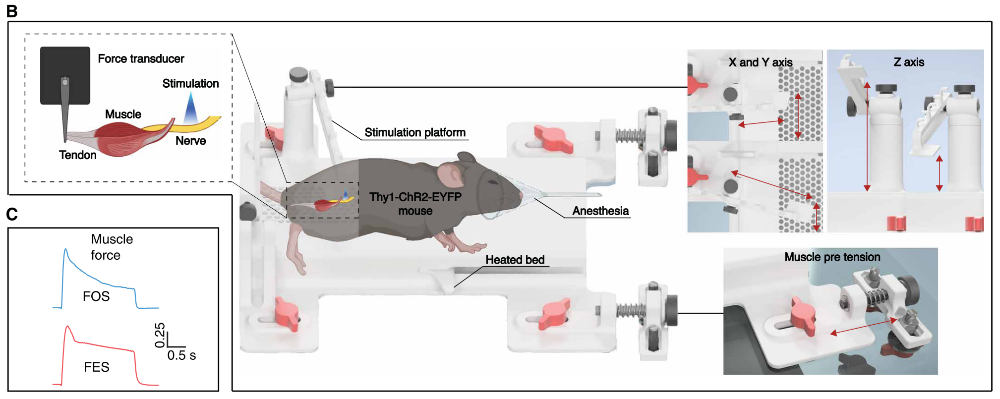 B
Force transducer
Stimulation
Muscle
Nerve
Tendon
Stimulation platform
Thy1-ChR2-EYFP
mouse
Anesthesia
Heated bed
X and Y axis
Z axis
Muscle pre tension
C
Muscle
force
FOS
FES
0.25
0.5 s